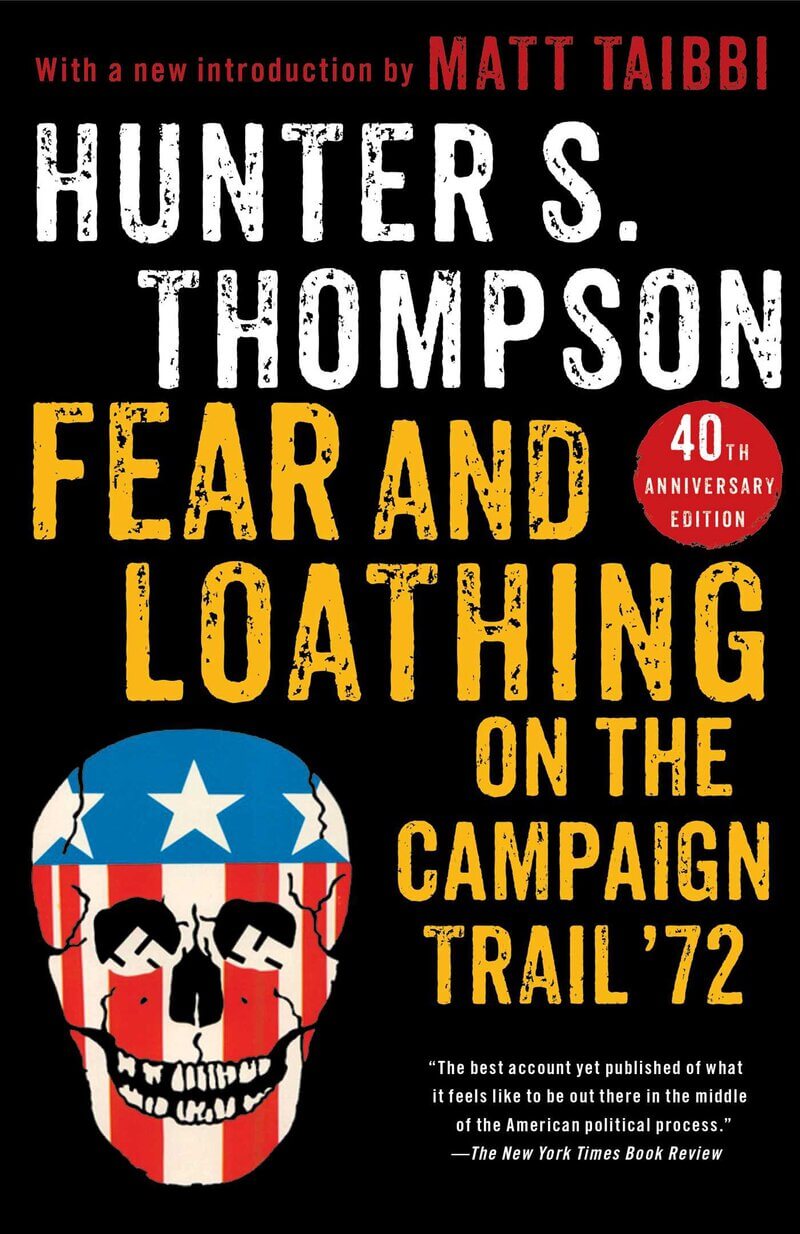 With a new introduction by MATT TAIBBI
HUNTER S.
THOMPSON
FEAR AND
LOATHING
ON THE
CAMPAIGN
TRAIL ’72
40TH
ANNIVERSARY
EDITION
“The best account yet published of what
it feels like to be out there in the middle
of the American political process.”
—The New York Times Book Review